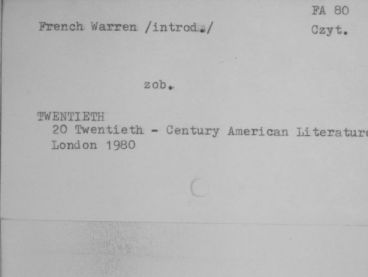 FA 80
French Warren /introd./
Czyt.
zob.
TWENTIETH
20 Twentieth - Century American Literature
London 1980